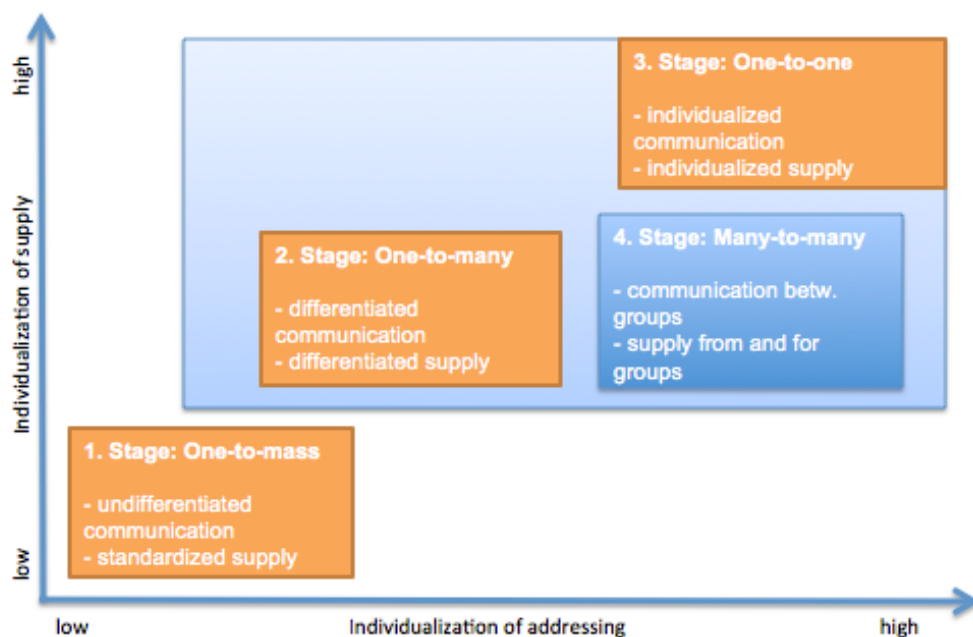 high
Individualization of supply
low
3. Stage: One-to-one
- individualized
communication
- individualized supply
2. Stage: One-to-many
- differentiated
communication
- differentiated supply
4. Stage: Many-to-many
- communication betw.
groups
- supply from and for
groups
1. Stage: One-to-mass
- undifferentiated
communication
- standardized supply
low
Individualization of addressing
high